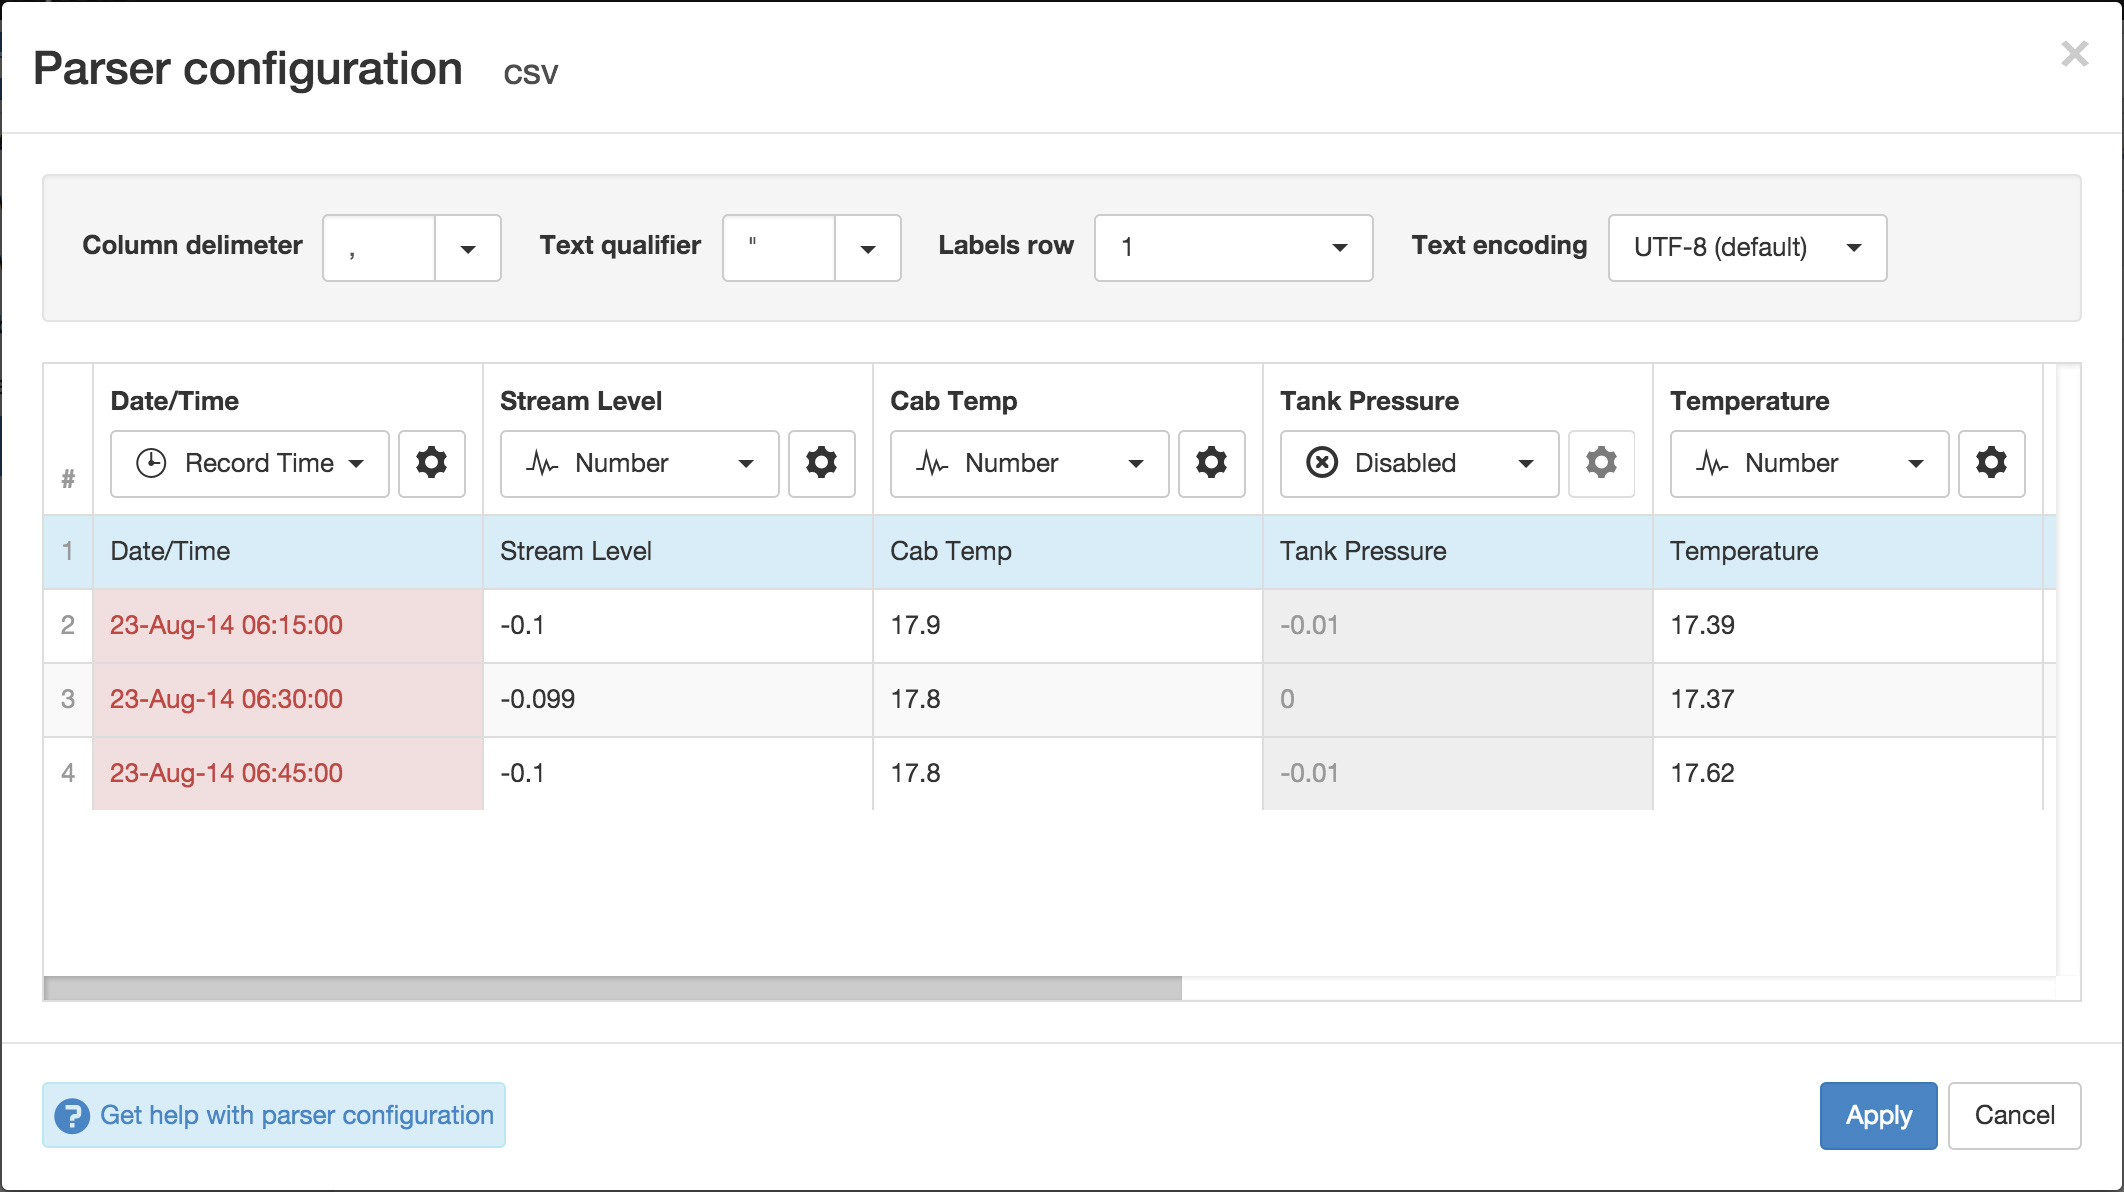 Parser configuration CSV
×
Column delimeter , Text qualifier " Labels row 1 Text encoding UTF-8 (default)
Date/Time Stream Level Cab Temp Tank Pressure Temperature
# Record Time Number Number Disabled Number
1 Date/Time Stream Level Cab Temp Tank Pressure Temperature
2 23-Aug-14 06:15:00 -0.1 17.9 -0.01 17.39
3 23-Aug-14 06:30:00 -0.099 17.8 0 17.37
4 23-Aug-14 06:45:00 -0.1 17.8 -0.01 17.62
? Get help with parser configuration Apply Cancel